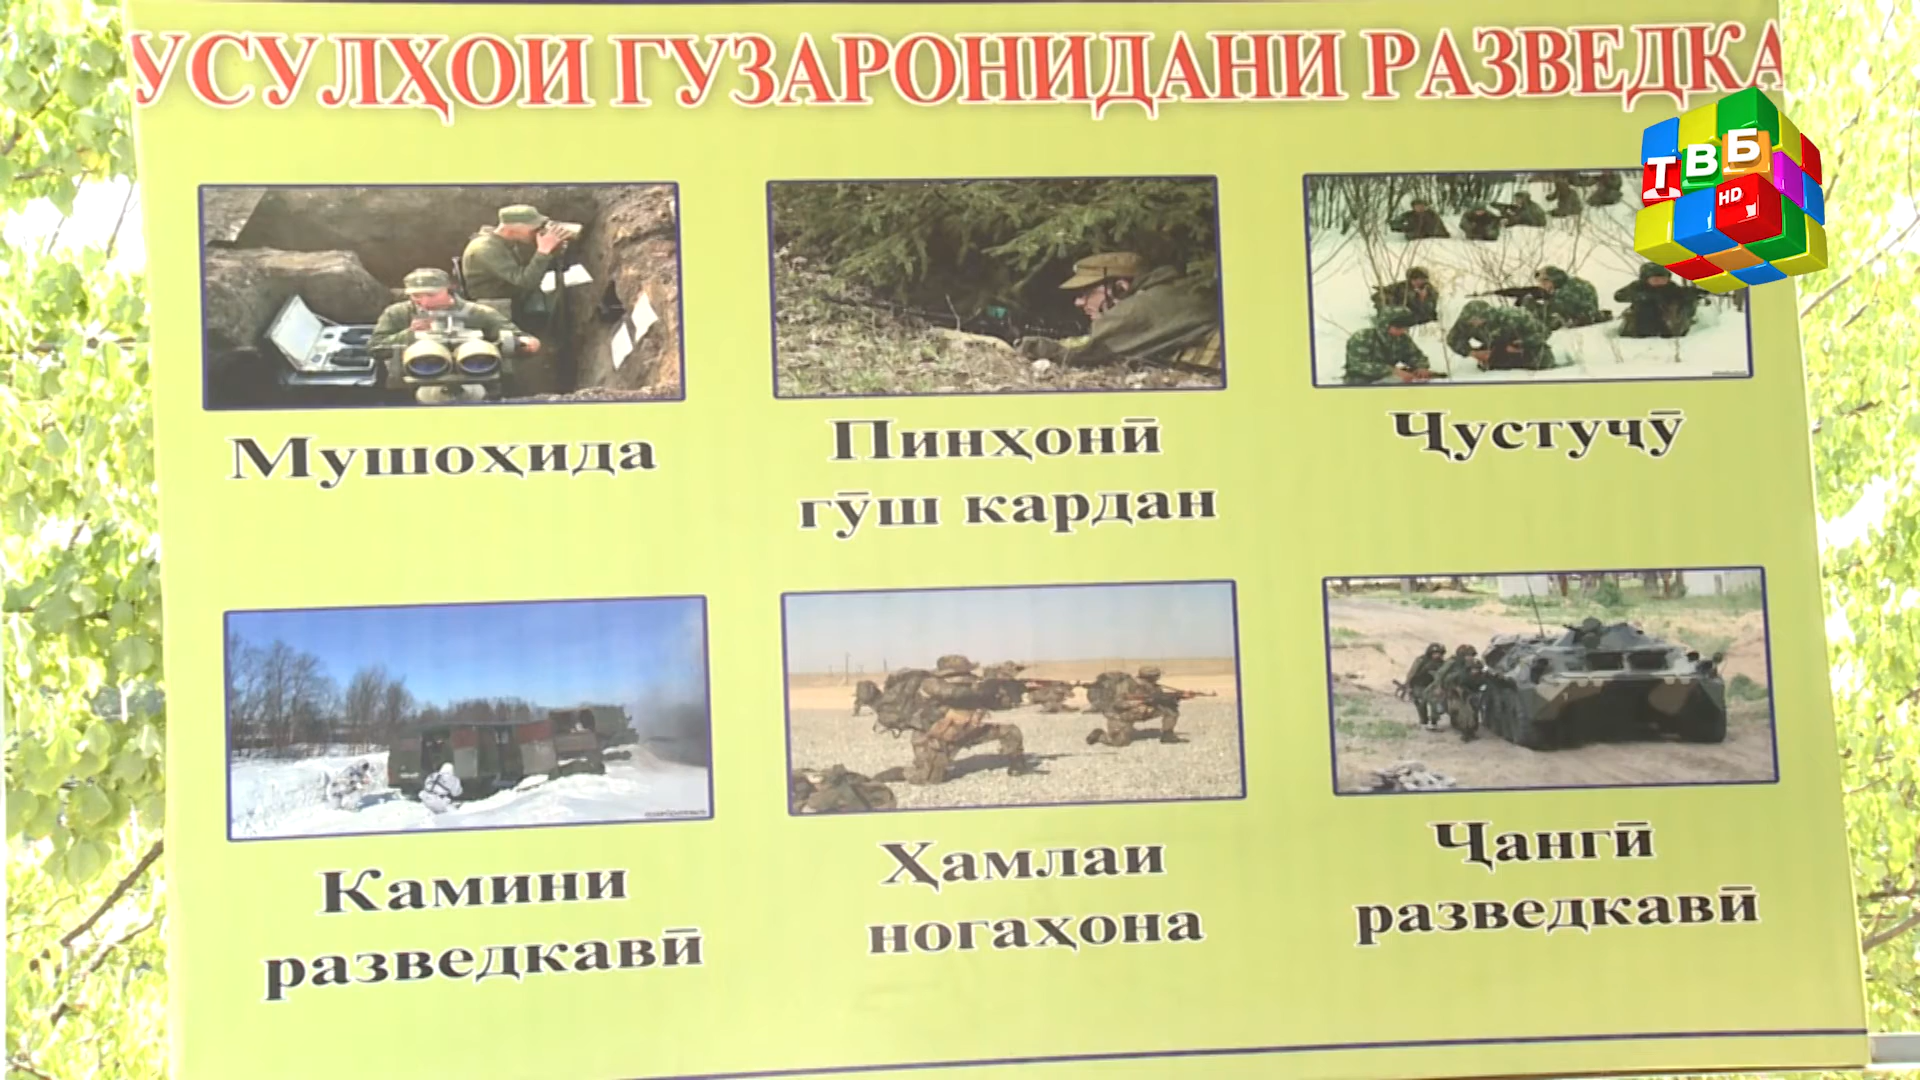 УСУЛҲОИ ГУЗАРОНИДАНИ РАЗВЕДКА
ТВБ
HD
Мушоҳида
Пинҳонӣ
гӯш кардан
Ҷустуҷӯ
Камини
разведкавӣ
Ҳамлаи
ногаҳона
Ҷангӣ
разведкавӣ